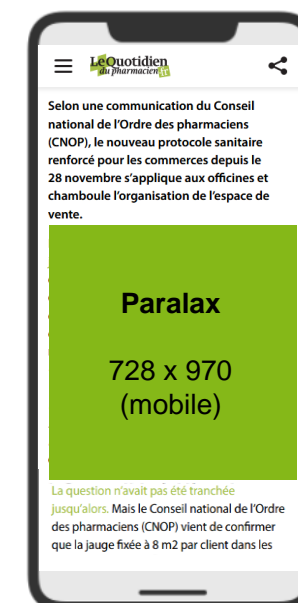 LeQuotidien
du pharmacien.fr
Selon une communication du Conseil
national de l'Ordre des pharmaciens
(CNOP), le nouveau protocole sanitaire
renforcé pour les commerces depuis le
28 novembre s'applique aux officines et
chamboule l'organisation de l'espace de
vente.
Paralax
728 x 970
(mobile)
La question n'avait pas été tranchée
jusqu'alors. Mais le Conseil national de l'Ordre
des pharmaciens (CNOP) vient de confirmer
que la jauge fixée à 8 m2 par client dans les